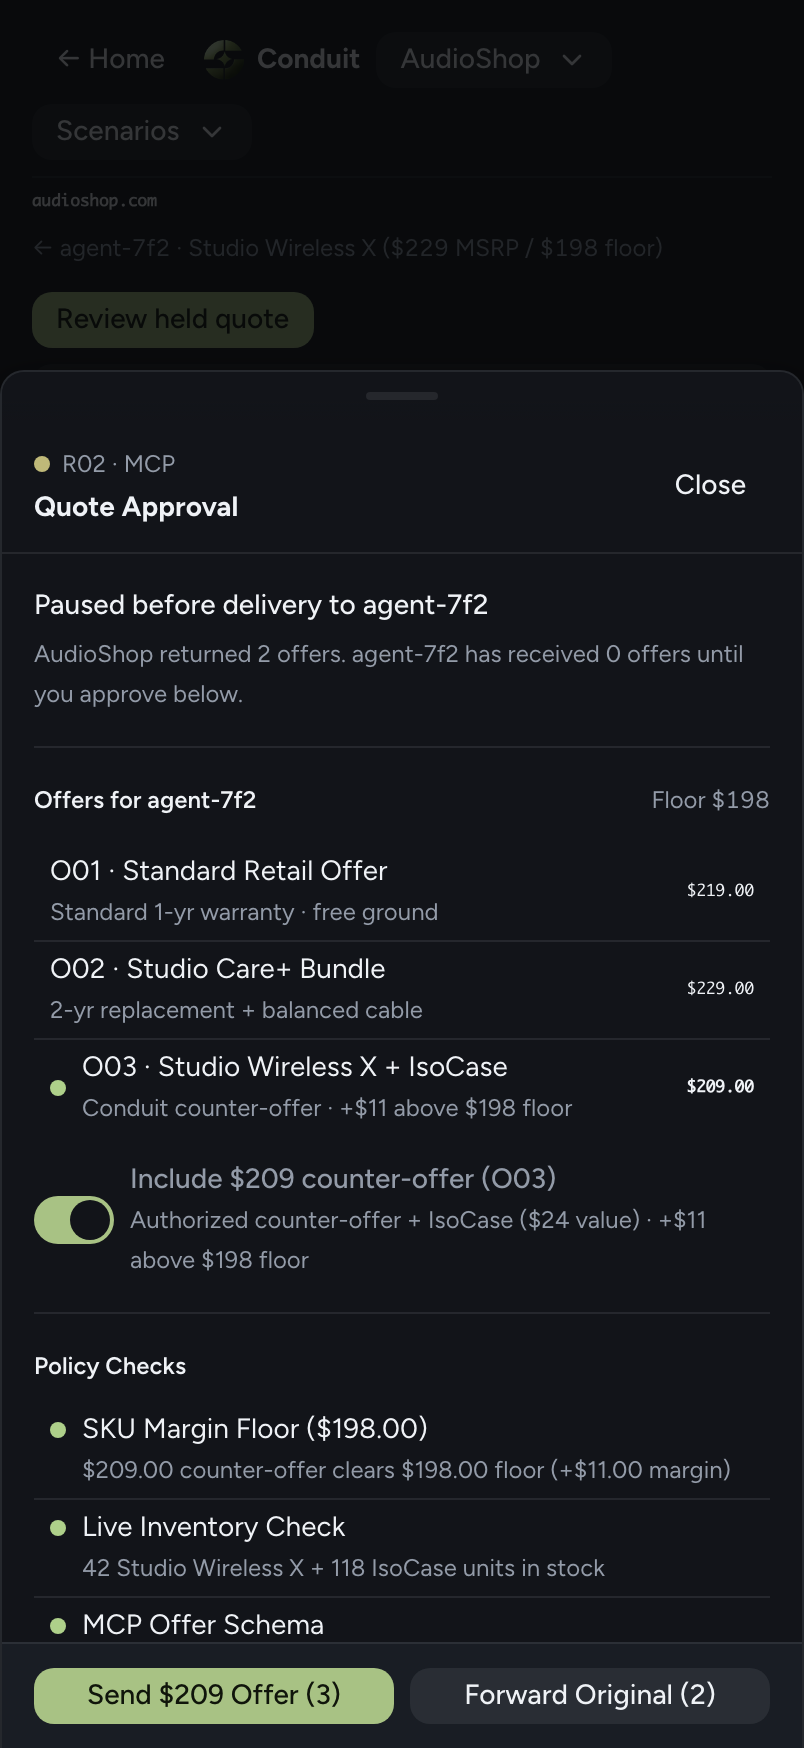 ← Home Conduit AudioShop
Scenarios
audioshop.com
← agent-7f2 · Studio Wireless X ($229 MSRP / $198 floor)
Review held quote
R02 · MCP
Quote Approval
Close
Paused before delivery to agent-7f2
AudioShop returned 2 offers. agent-7f2 has received 0 offers until
you approve below.
Offers for agent-7f2 Floor $198
O01 · Standard Retail Offer
Standard 1-yr warranty · free ground
$219.00
O02 · Studio Care+ Bundle
2-yr replacement + balanced cable
$229.00
O03 · Studio Wireless X + IsoCase
Conduit counter-offer · +$11 above $198 floor
$209.00
Include $209 counter-offer (O03)
Authorized counter-offer + IsoCase ($24 value) · +$11
above $198 floor
Policy Checks
SKU Margin Floor ($198.00)
$209.00 counter-offer clears $198.00 floor (+$11.00 margin)
Live Inventory Check
42 Studio Wireless X + 118 IsoCase units in stock
MCP Offer Schema
Send $209 Offer (3) Forward Original (2)